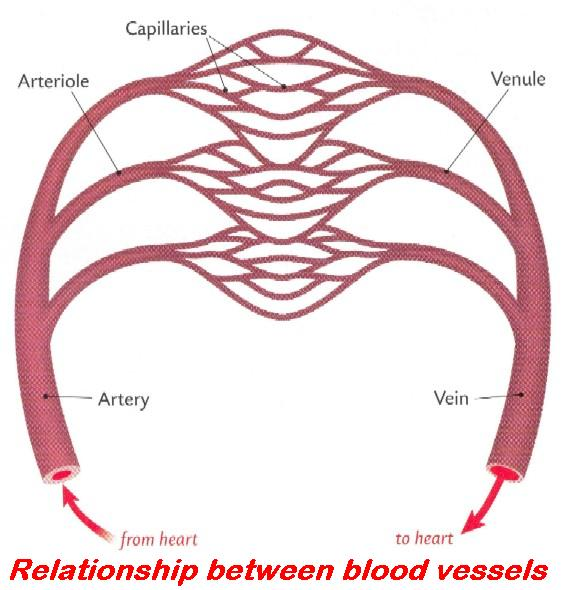 Capillaries
Arteriole
Venule
Artery
Vein
from heart
to heart
Relationship between blood vessels